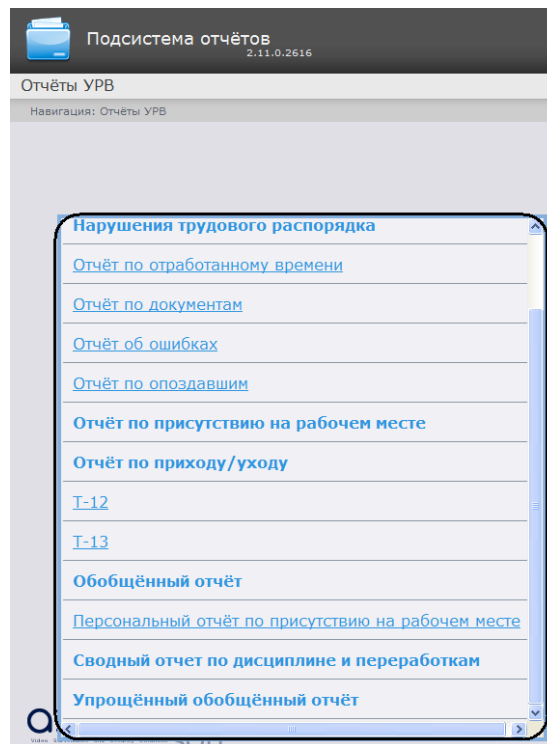 Подсистема отчётов
2.11.0.2616
Отчёты УРВ
Навигация: Отчёты УРВ
Нарушения трудового распорядка
Отчёт по отработанному времени
Отчёт по документам
Отчёт об ошибках
Отчёт по опоздавшим
Отчёт по присутствию на рабочем месте
Отчёт по приходу/уходу
Т-12
Т-13
Обобщённый отчёт
Персональный отчёт по присутствию на рабочем месте
Сводный отчет по дисциплине и переработкам
Упрощённый обобщённый отчёт